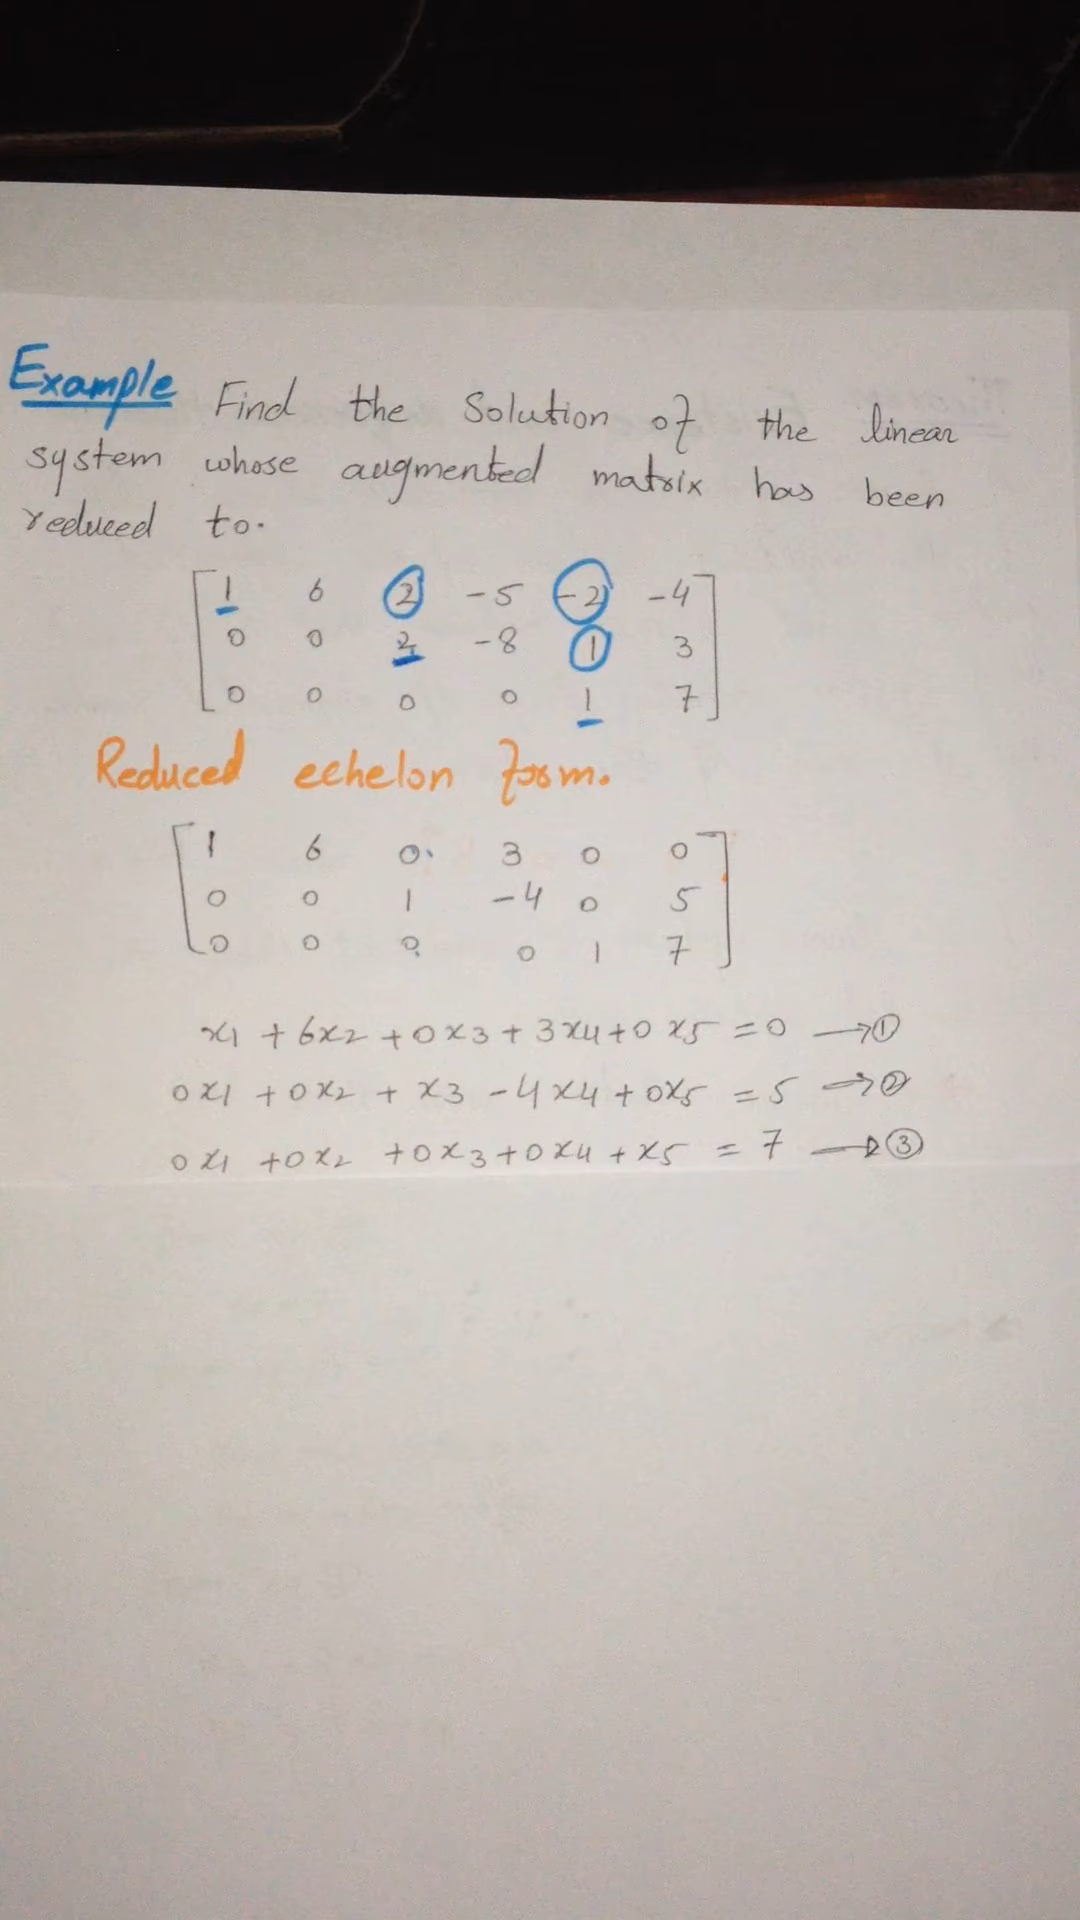 Example Find the Solution of the linear
system whose augmented matrix has been
reduced to.
1 6 2 -5 -2 -4
0 0 2 -8 1 3
0 0 0 0 1 7
Reduced echelon form.
1 6 0 3 0 0
0 0 1 -4 0 5
0 0 0 0 1 7
x1 + 6x2 + 0x3 + 3x4 + 0x5 = 0 → ①
0x1 + 0x2 + x3 - 4x4 + 0x5 = 5 → ②
0x1 + 0x2 + 0x3 + 0x4 + x5 = 7 → ③